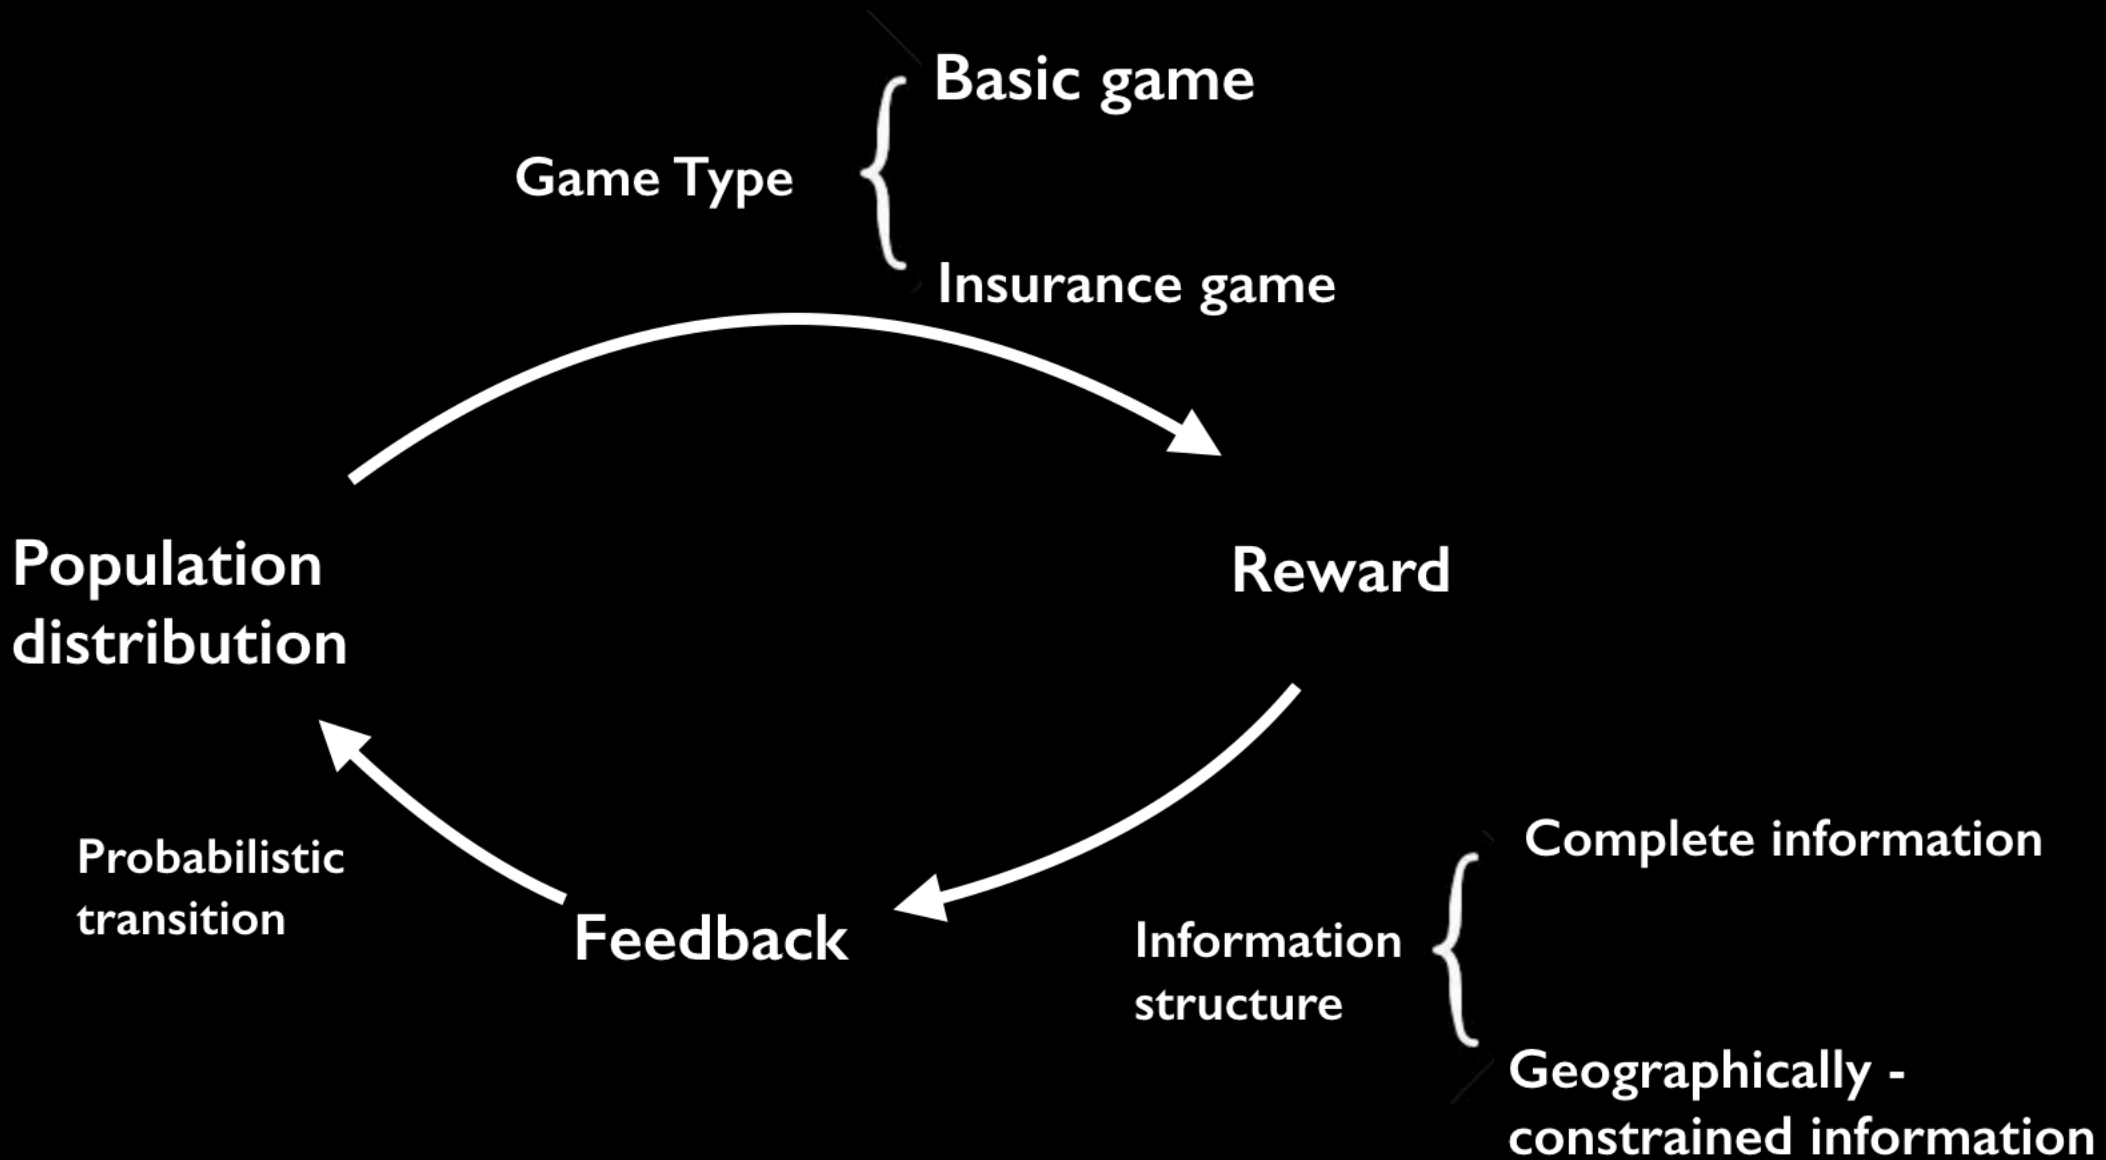 Basic game
Game Type
Insurance game
Population
distribution
Reward
Probabilistic
transition
Feedback
Complete information
Information
structure
Geographically -
constrained information